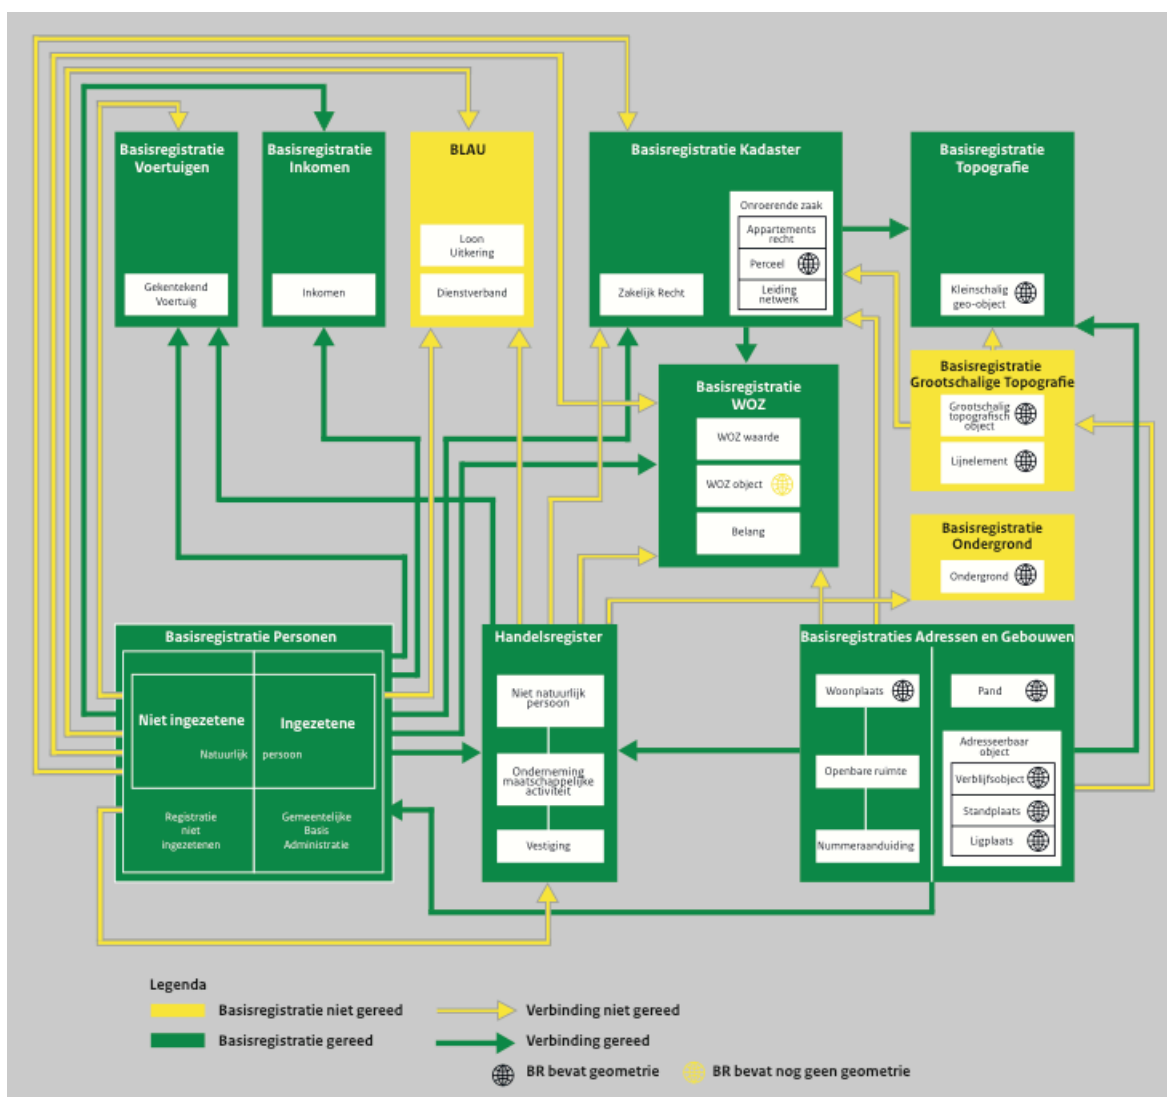 Basisregistratie
Voertuigen
Gekentekend
Voertuig
Basisregistratie
Inkomen
Inkomen
BLAU
Loon
Uitkering
Dienstverband
Basisregistratie Kadaster
Onroerende zaak
Appartements
recht
Perceel
Leiding
netwerk
Zakelijk Recht
Basisregistratie
Topografie
Kleinschalig
geo-object
Basisregistratie
Grootschalige Topografie
Grootschalig
topografisch
object
Lijnelement
Basisregistratie
WOZ
WOZ waarde
WOZ object
Belang
Basisregistratie
Ondergrond
Ondergrond
Basisregistratie Personen
Niet ingezetene
Ingezetene
Natuurlijk persoon
Registratie
niet
ingezetenen
Gemeentelijke
Basis
Administratie
Handelsregister
Niet natuurlijk
persoon
Onderneming
maatschappelijke
activiteit
Vestiging
Basisregistraties Adressen en Gebouwen
Woonplaats
Openbare ruimte
Nummeraanduiding
Pand
Adresseerbaar
object
Verblijfsobject
Standplaats
Ligplaats
Legenda
Basisregistratie niet gereed
Verbinding niet gereed
Basisregistratie gereed
Verbinding gereed
BR bevat geometrie
BR bevat nog geen geometrie